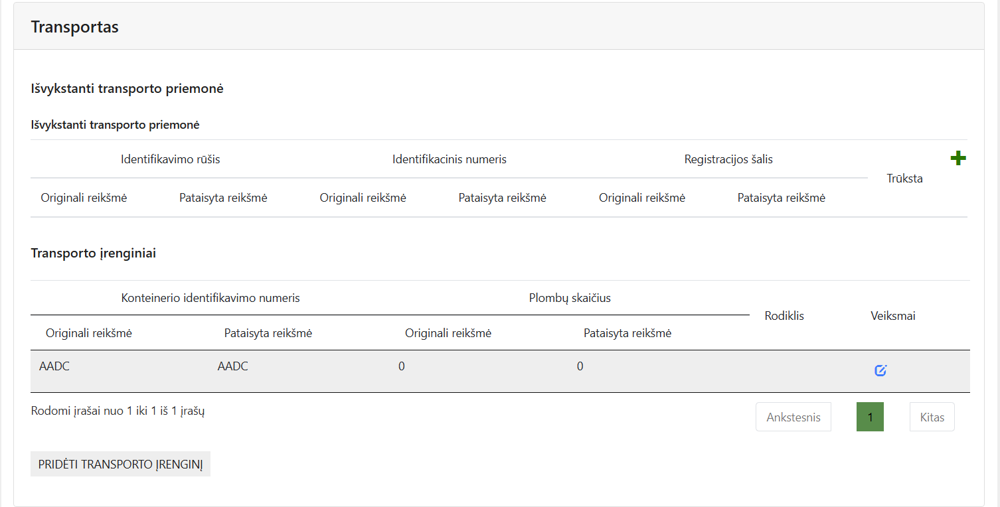 Transportas
Išvykstanti transporto priemonė
Išvykstanti transporto priemonė
Identifikavimo rūšis Identifikacinis numeris Registracijos šalis
Trūksta
Originali reikšmė Pataisyta reikšmė Originali reikšmė Pataisyta reikšmė Originali reikšmė Pataisyta reikšmė
Transporto įrenginiai
Konteinerio identifikavimo numeris Plombų skaičius
Rodiklis Veiksmai
Originali reikšmė Pataisyta reikšmė Originali reikšmė Pataisyta reikšmė
AADC AADC 0 0
Rodomi įrašai nuo 1 iki 1 iš 1 įrašų
Ankstesnis 1 Kitas
PRIDĖTI TRANSPORTO ĮRENGINĮ